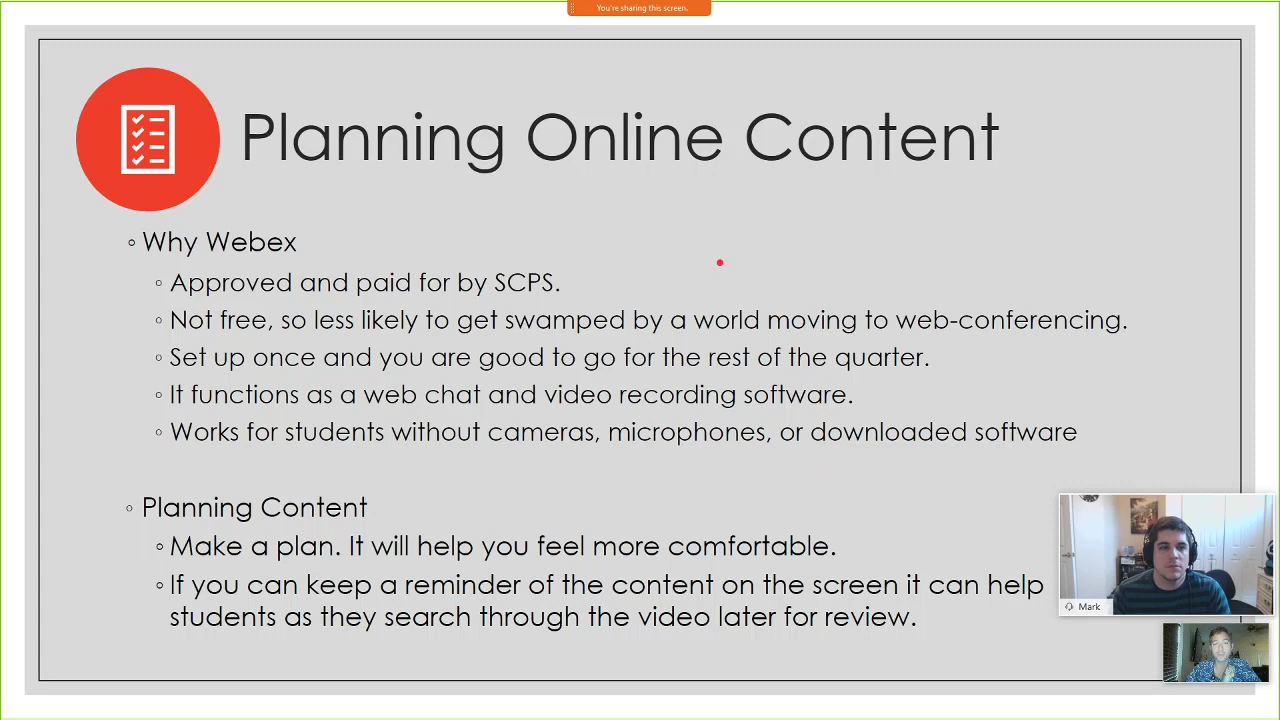 You're sharing this screen.
Planning Online Content
◦ Why Webex
◦ Approved and paid for by SCPS.
◦ Not free, so less likely to get swamped by a world moving to web-conferencing.
◦ Set up once and you are good to go for the rest of the quarter.
◦ It functions as a web chat and video recording software.
◦ Works for students without cameras, microphones, or downloaded software
◦ Planning Content
◦ Make a plan. It will help you feel more comfortable.
◦ If you can keep a reminder of the content on the screen it can help
students as they search through the video later for review.
Mark